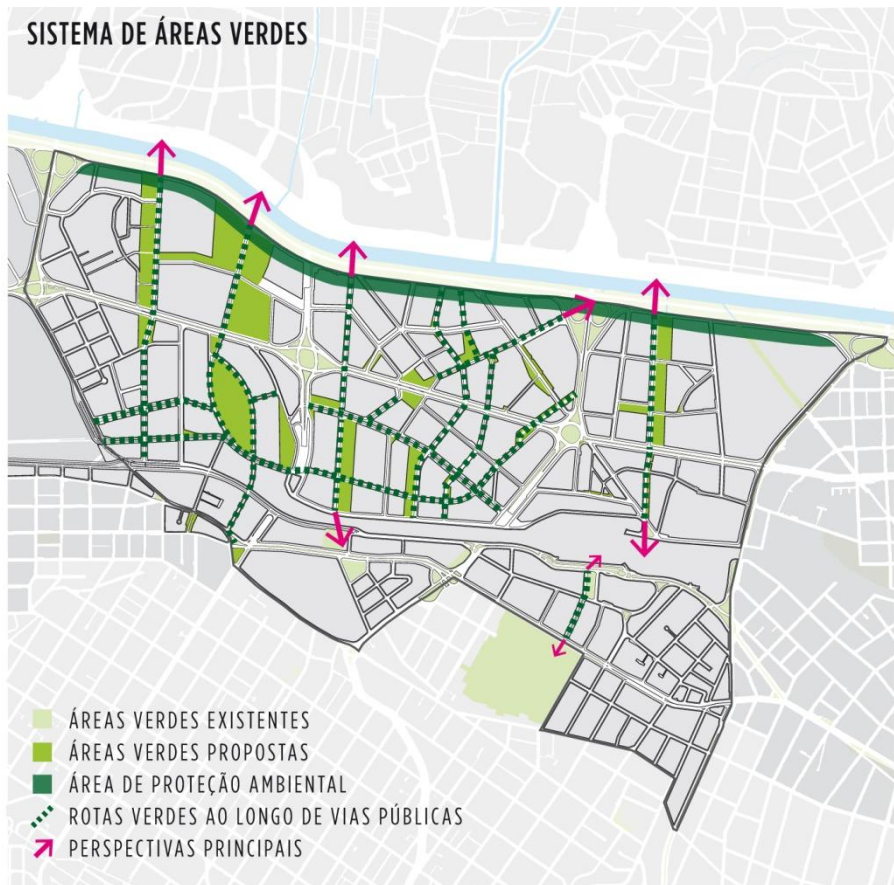 SISTEMA DE ÁREAS VERDES
ÁREAS VERDES EXISTENTES
ÁREAS VERDES PROPOSTAS
ÁREA DE PROTEÇÃO AMBIENTAL
ROTAS VERDES AO LONGO DE VIAS PÚBLICAS
PERSPECTIVAS PRINCIPAIS